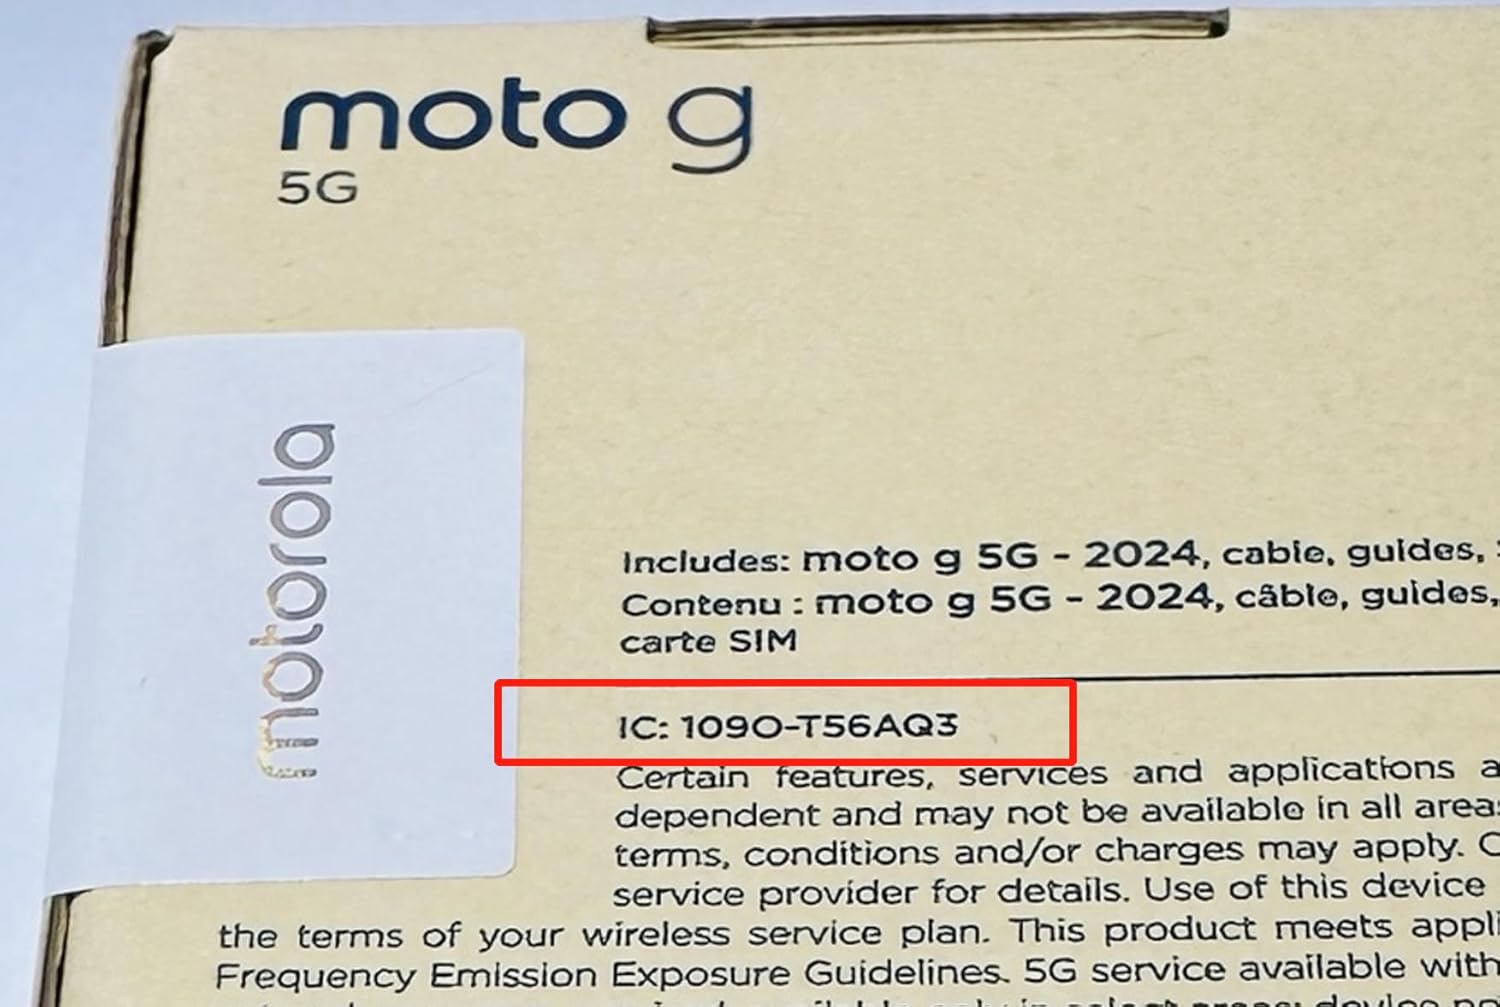 moto g
5G
motorola
Includes: moto g 5G - 2024, cable, guides,
Contenu : moto g 5G - 2024, câble, guides,
carte SIM
IC: 1090-T56AQ3
Certain features, services and applications a
dependent and may not be available in all area
terms, conditions and/or charges may apply.
service provider for details. Use of this device
the terms of your wireless service plan. This product meets appli
Frequency Emission Exposure Guidelines. 5G service available with